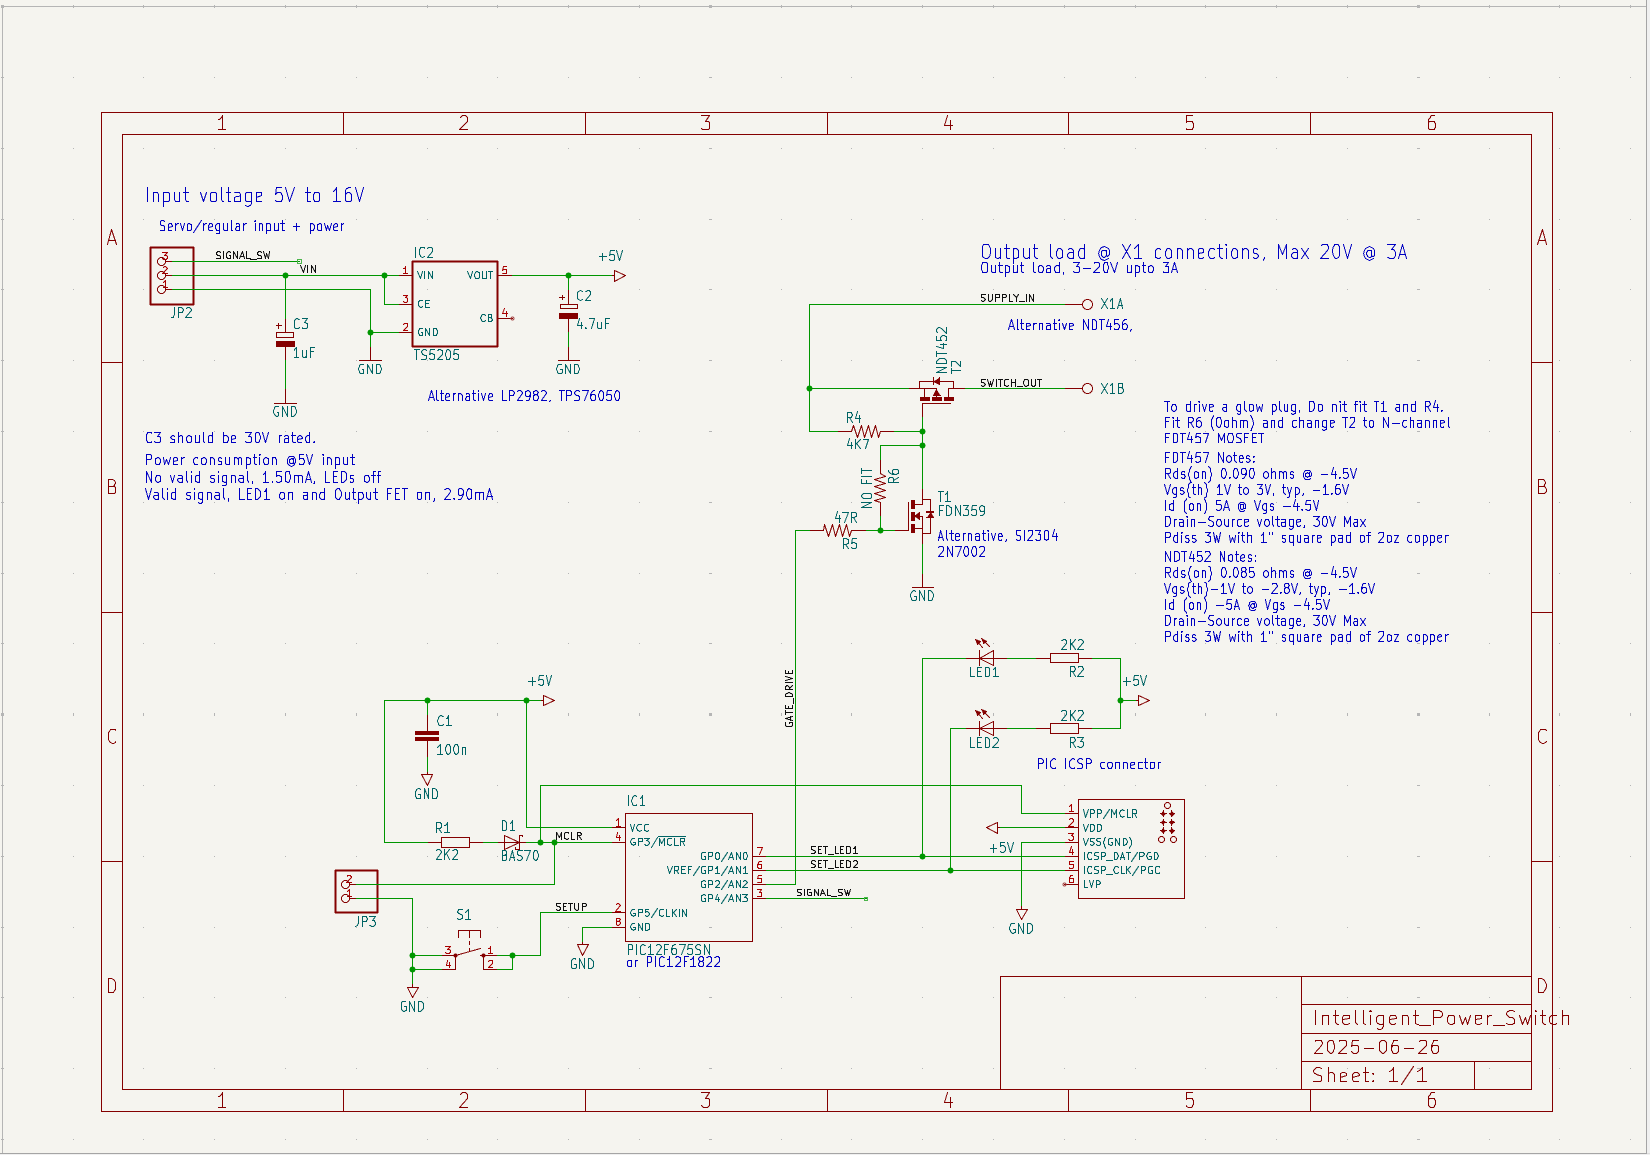 1 2 3 4 5 6
A
B
C
D
Input voltage 5V to 16V
Servo/regular input + power
3
2
1
JP2
SIGNAL_SW
VIN
C3
1uF
+
GND
IC2
1 VIN
3 CE
2 GND
VOUT 5
CB 4
TS5205
GND
+5V
+
C2
4.7uF
GND
Alternative LP2982, TPS76050
C3 should be 30V rated.
Power consumption @5V input
No valid signal, 1.50mA, LEDs off
Valid signal, LED1 on and Output FET on, 2.90mA
Output load @ X1 connections, Max 20V @ 3A
Output load, 3-20V upto 3A
SUPPLY_IN
X1A
Alternative NDT456,
NDT452
T2
SWITCH_OUT
X1B
R4
4K7
NO FIT
R6
47R
R5
T1
FDN359
Alternative, SI2304
2N7002
GND
GATE_DRIVE
To drive a glow plug, Do nit fit T1 and R4.
Fit R6 (0ohm) and change T2 to N-channel
FDT457 MOSFET
FDT457 Notes:
Rds(on) 0.090 ohms @ -4.5V
Vgs(th) 1V to 3V, typ, -1.6V
Id (on) 5A @ Vgs -4.5V
Drain-Source voltage, 30V Max
Pdiss 3W with 1" square pad of 2oz copper
NDT452 Notes:
Rds(on) 0.085 ohms @ -4.5V
Vgs(th)-1V to -2.8V, typ, -1.6V
Id (on) -5A @ Vgs -4.5V
Drain-Source voltage, 30V Max
Pdiss 3W with 1" square pad of 2oz copper
LED1
2K2
R2
+5V
LED2
2K2
R3
PIC ICSP connector
+5V
C1
100n
GND
R1
2K2
D1
BAS70
MCLR
IC1
1 VCC
4 GP3/MCLR
GP0/AN0 7
VREF/GP1/AN1 6
GP2/AN2 5
GP4/AN3 3
2 GP5/CLKIN
8 GND
PIC12F675SN
or PIC12F1822
SET_LED1
SET_LED2
SIGNAL_SW
SETUP
GND
2
1
JP3
S1
3 1
4 2
GND
1 VPP/MCLR
2 VDD
3 VSS(GND)
4 ICSP_DAT/PGD
5 ICSP_CLK/PGC
6 LVP
+5V
GND
Intelligent_Power_Switch
2025-06-26
Sheet: 1/1
A
B
C
D
1 2 3 4 5 6